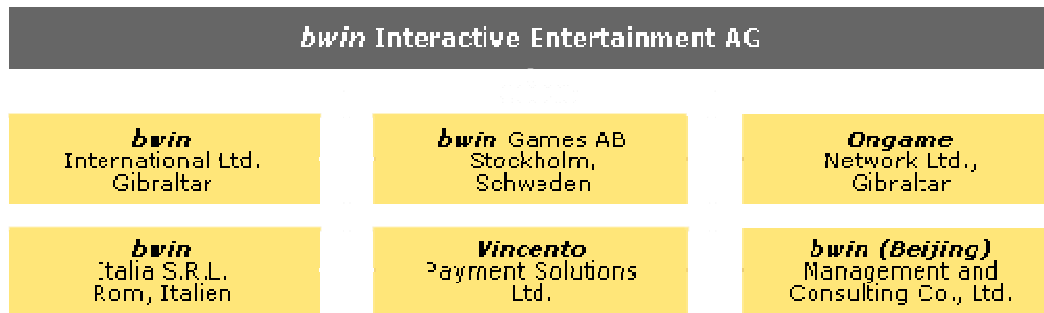 bwin Interactive Entertainment AG
bwin
International Ltd.
Gibraltar
bwin Games AB
Stockholm,
Schweden
Ongame
Network Ltd.,
Gibraltar
bwin
Italia S.R.L.
Rom, Italien
Vincento
Payment Solutions
Ltd.
bwin (Beijing)
Management and
Consulting Co., Ltd.